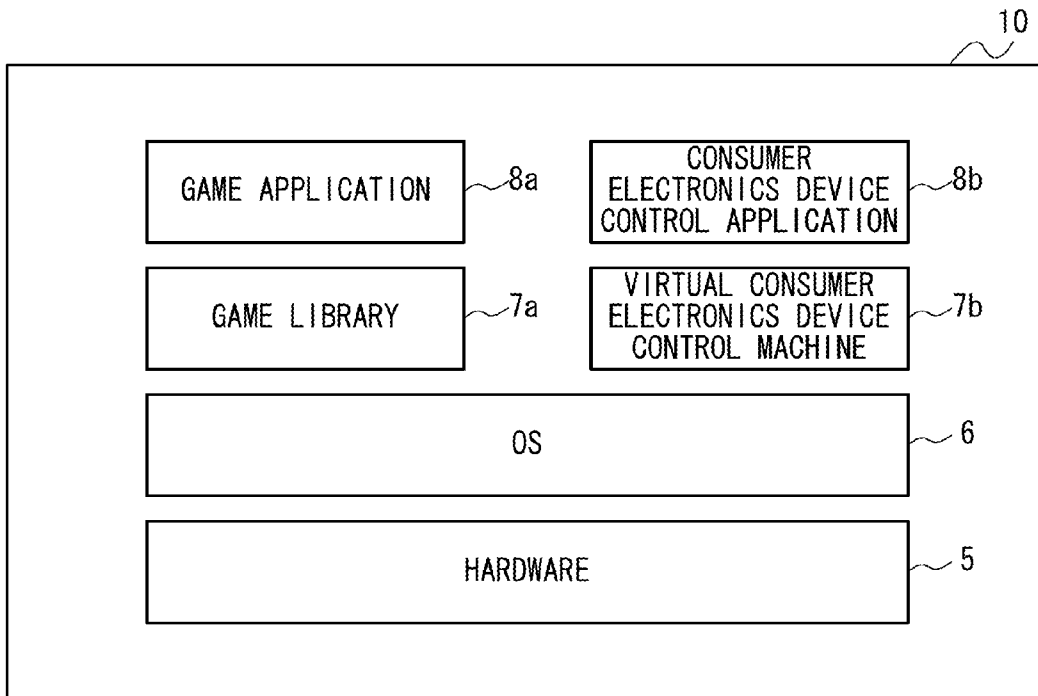 10
GAME APPLICATION
8a
CONSUMER
ELECTRONICS DEVICE
CONTROL APPLICATION
8b
GAME LIBRARY
7a
VIRTUAL CONSUMER
ELECTRONICS DEVICE
CONTROL MACHINE
7b
OS
6
HARDWARE
5